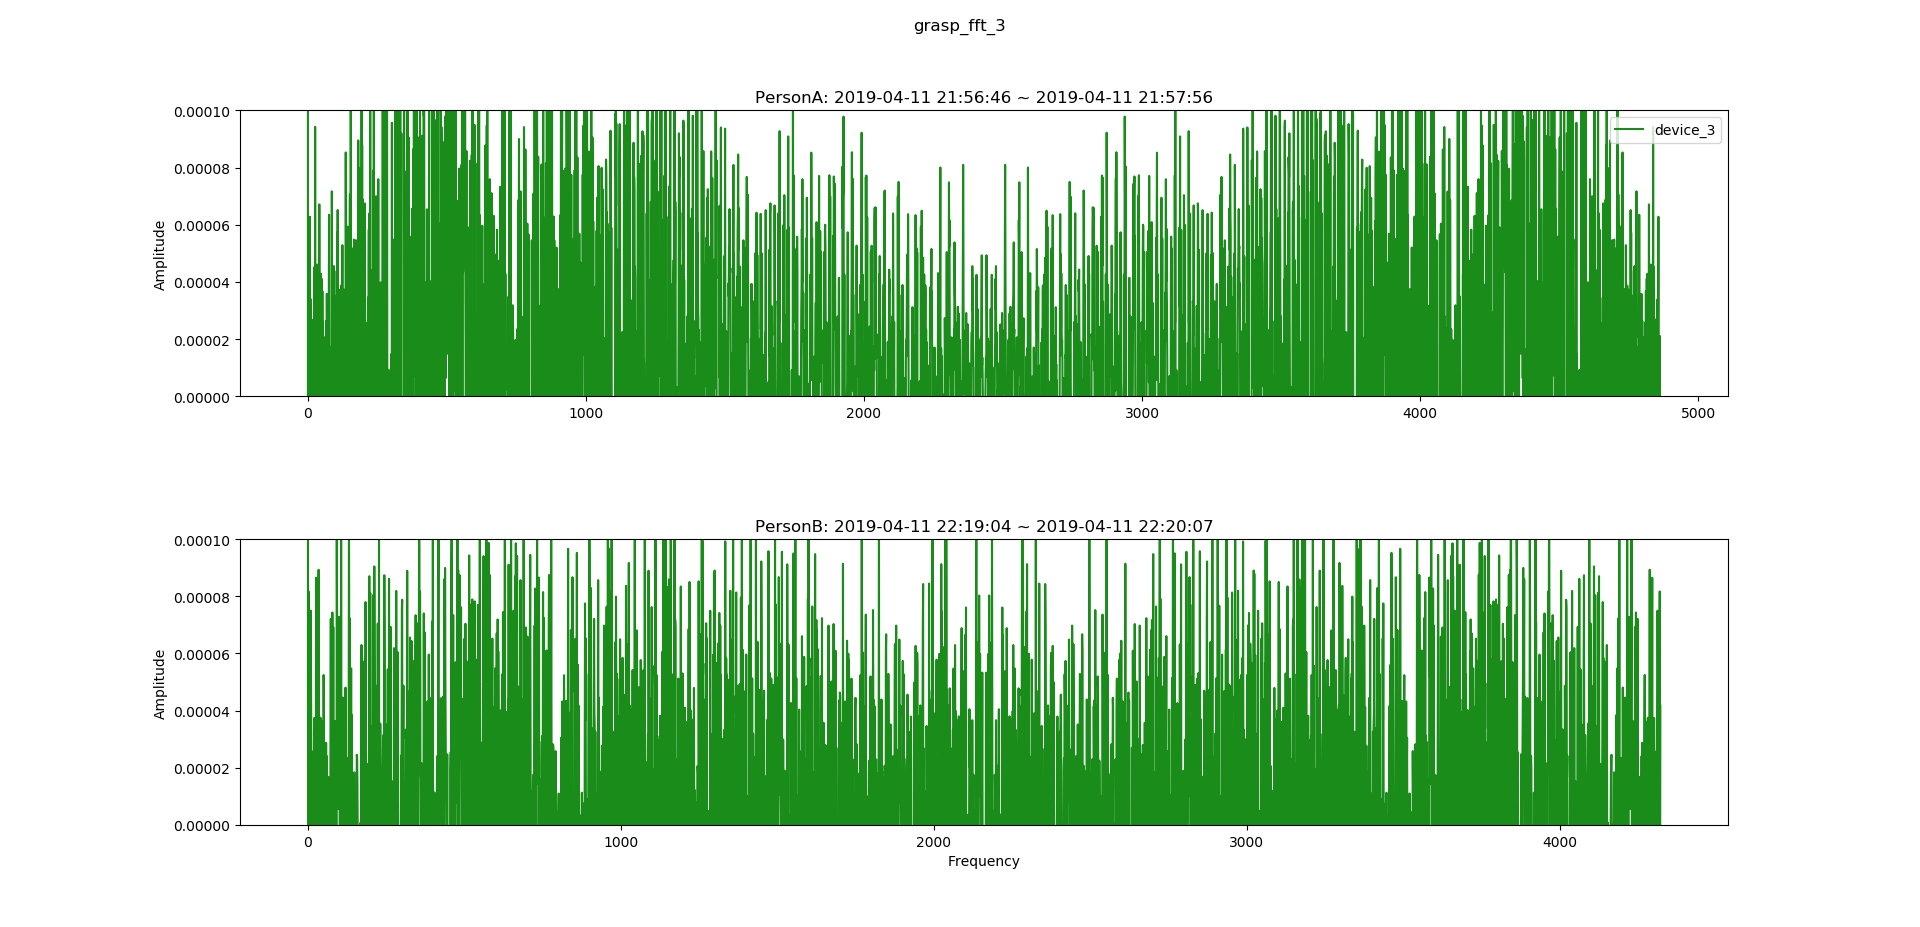 grasp_fft_3
PersonA: 2019-04-11 21:56:46 ~ 2019-04-11 21:57:56
0.00010
0.00008
0.00006
0.00004
0.00002
0.00000
Amplitude
device_3
0 1000 2000 3000 4000 5000
PersonB: 2019-04-11 22:19:04 ~ 2019-04-11 22:20:07
0.00010
0.00008
0.00006
0.00004
0.00002
0.00000
Amplitude
0 1000 2000 3000 4000
Frequency